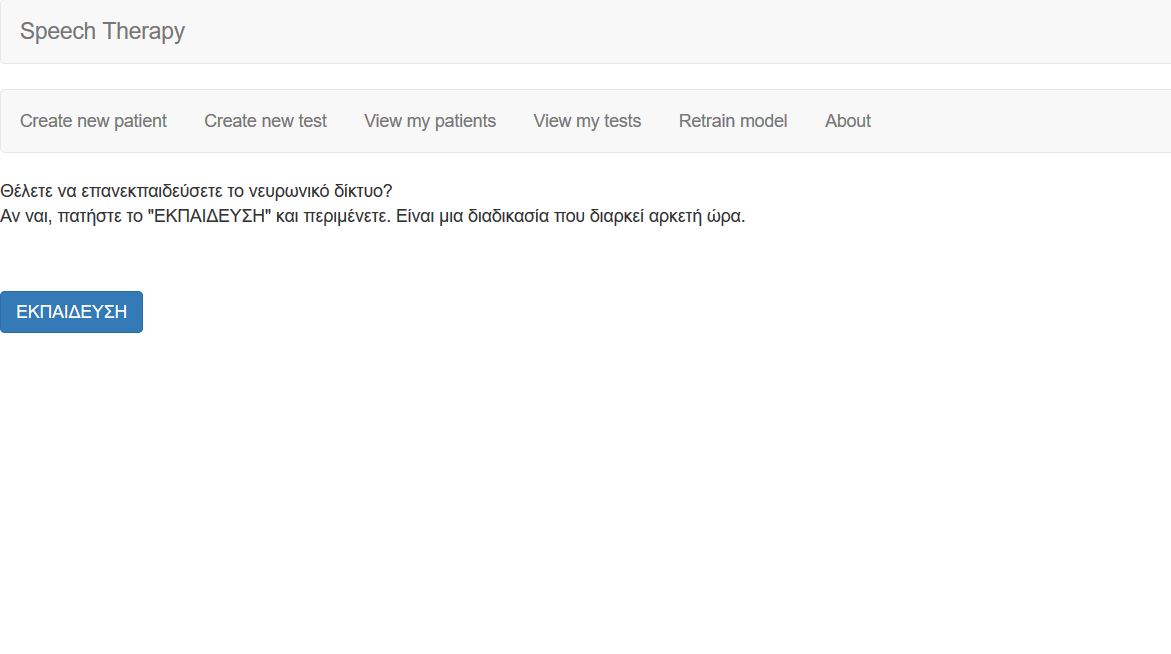 Speech Therapy
Create new patient Create new test View my patients View my tests Retrain model About
Θέλετε να επανεκπαιδεύσετε το νευρωνικό δίκτυο?
Αν ναι, πατήστε το "ΕΚΠΑΙΔΕΥΣΗ" και περιμένετε. Είναι μια διαδικασία που διαρκεί αρκετή ώρα.
ΕΚΠΑΙΔΕΥΣΗ